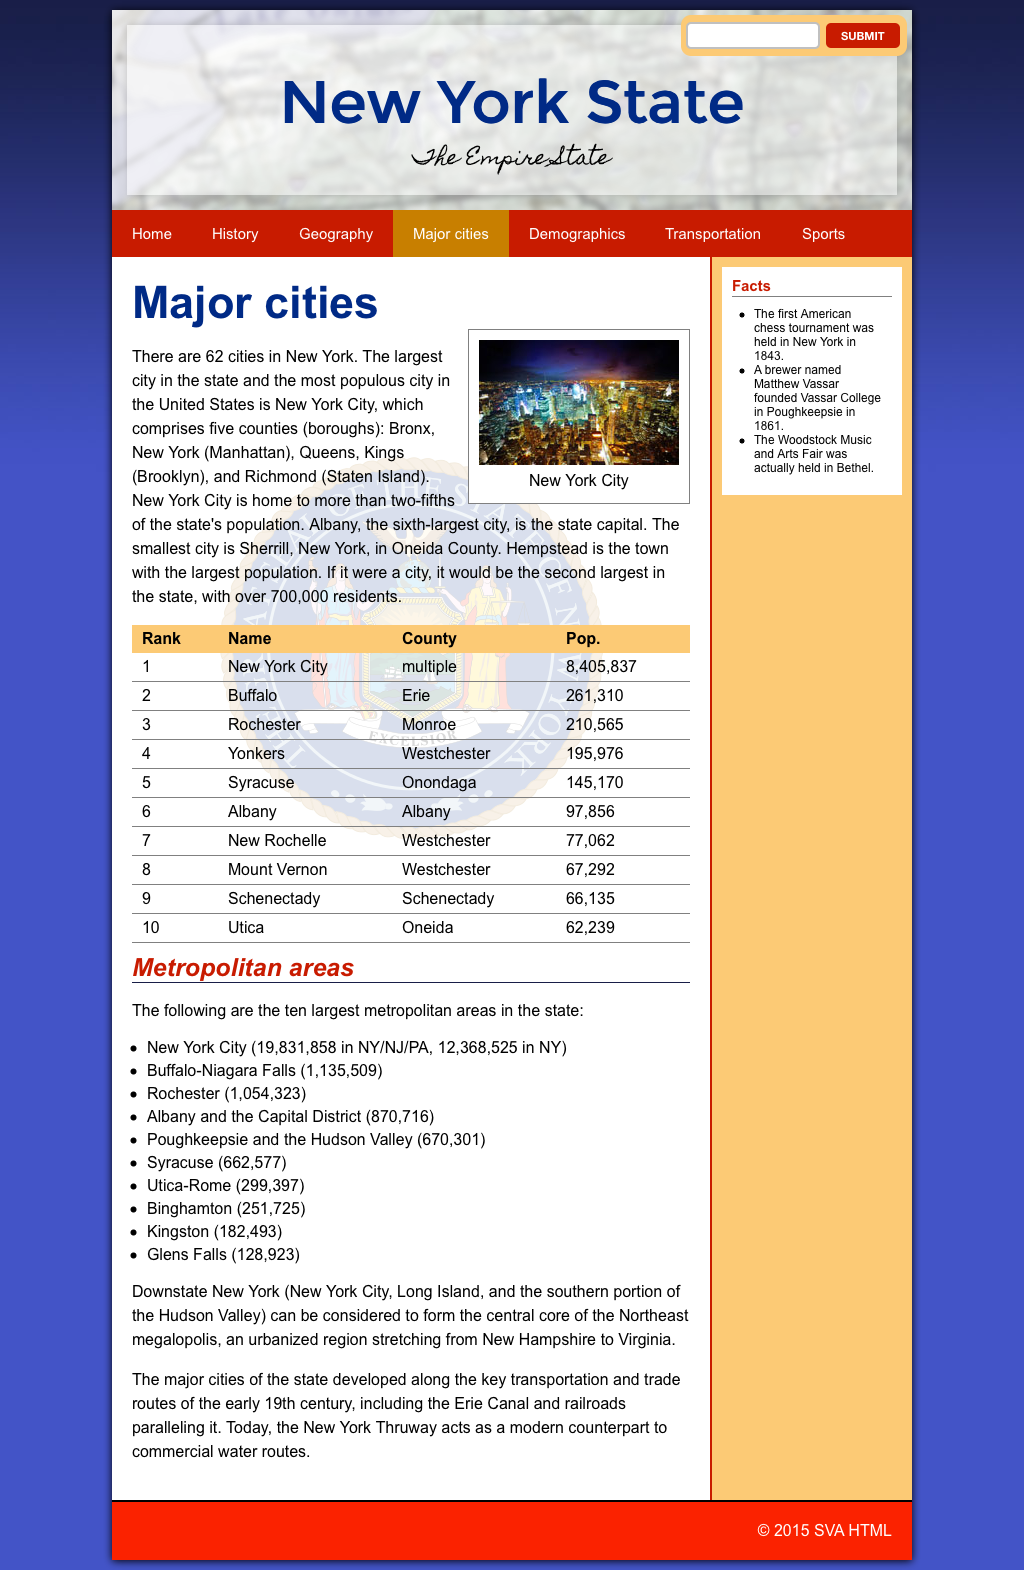 SUBMIT
New York State
The Empire State
Home History Geography Major cities Demographics Transportation Sports
Major cities
There are 62 cities in New York. The largest
city in the state and the most populous city in
the United States is New York City, which
comprises five counties (boroughs): Bronx,
New York (Manhattan), Queens, Kings
(Brooklyn), and Richmond (Staten Island).
New York City is home to more than two-fifths
of the state's population. Albany, the sixth-largest city, is the state capital. The
smallest city is Sherrill, New York, in Oneida County. Hempstead is the town
with the largest population. If it were a city, it would be the second largest in
the state, with over 700,000 residents.
New York City
Rank Name County Pop.
1 New York City multiple 8,405,837
2 Buffalo Erie 261,310
3 Rochester Monroe 210,565
4 Yonkers Westchester 195,976
5 Syracuse Onondaga 145,170
6 Albany Albany 97,856
7 New Rochelle Westchester 77,062
8 Mount Vernon Westchester 67,292
9 Schenectady Schenectady 66,135
10 Utica Oneida 62,239
THE GREAT SEAL OF THE STATE OF NEW YORK
EXCELSIOR
Metropolitan areas
The following are the ten largest metropolitan areas in the state:
New York City (19,831,858 in NY/NJ/PA, 12,368,525 in NY)
Buffalo-Niagara Falls (1,135,509)
Rochester (1,054,323)
Albany and the Capital District (870,716)
Poughkeepsie and the Hudson Valley (670,301)
Syracuse (662,577)
Utica-Rome (299,397)
Binghamton (251,725)
Kingston (182,493)
Glens Falls (128,923)
Downstate New York (New York City, Long Island, and the southern portion of
the Hudson Valley) can be considered to form the central core of the Northeast
megalopolis, an urbanized region stretching from New Hampshire to Virginia.
The major cities of the state developed along the key transportation and trade
routes of the early 19th century, including the Erie Canal and railroads
paralleling it. Today, the New York Thruway acts as a modern counterpart to
commercial water routes.
Facts
The first American
chess tournament was
held in New York in
1843.
A brewer named
Matthew Vassar
founded Vassar College
in Poughkeepsie in
1861.
The Woodstock Music
and Arts Fair was
actually held in Bethel.
© 2015 SVA HTML